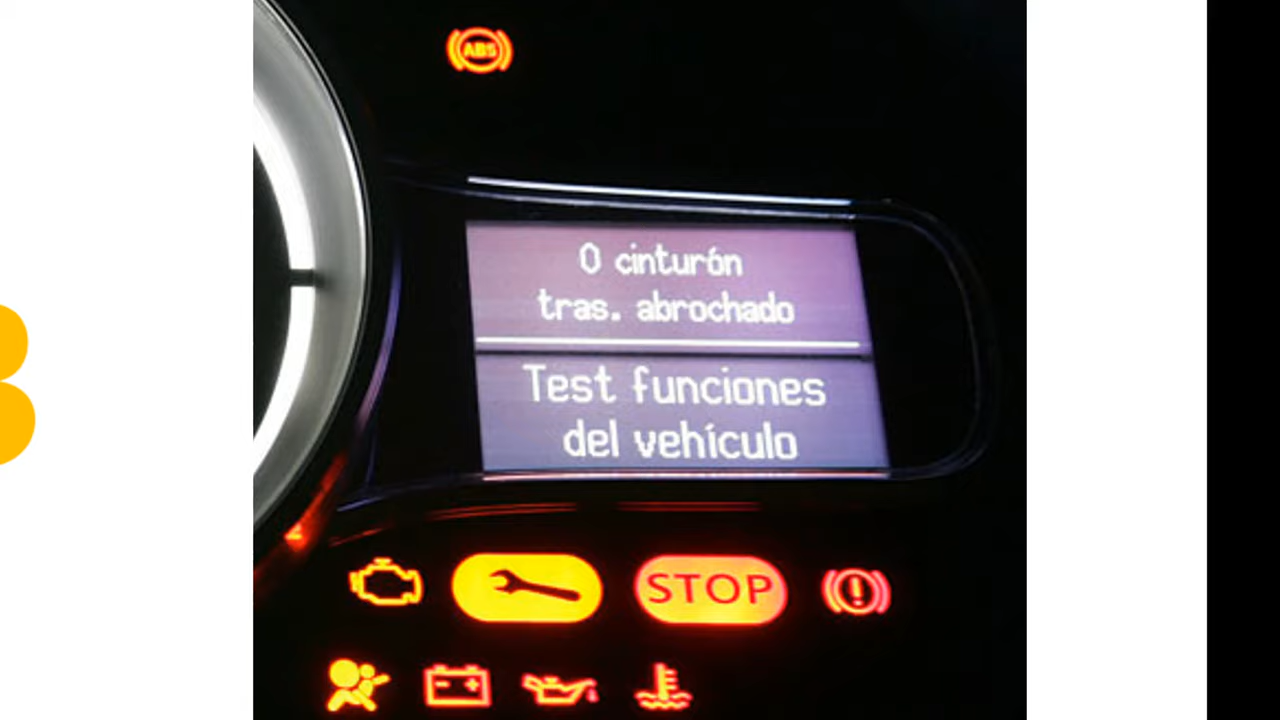 ABS
0 cinturón
tras. abrochado
Test funciones
del vehículo
STOP